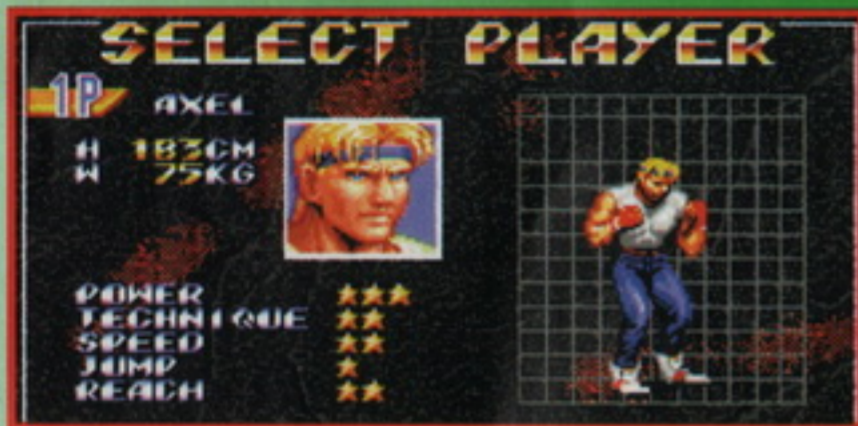 SELECT PLAYER
1P AXEL
H 183CM
W 75KG
POWER ★★★
TECHNIQUE ★★
SPEED ★★
JUMP ★
REACH ★★